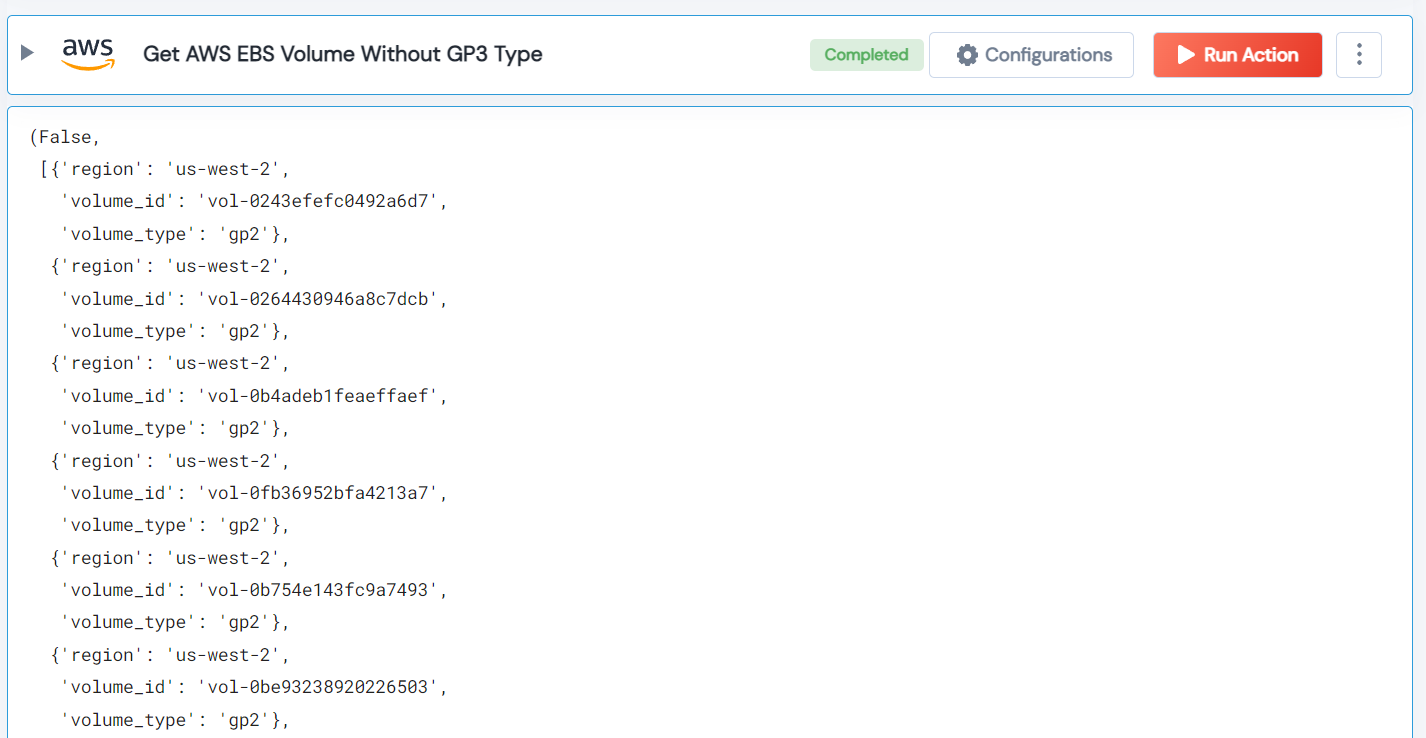 aws Get AWS EBS Volume Without GP3 Type Completed Configurations Run Action
(False,
[{'region': 'us-west-2',
'volume_id': 'vol-0243efefc0492a6d7',
'volume_type': 'gp2'},
{'region': 'us-west-2',
'volume_id': 'vol-0264430946a8c7dcb',
'volume_type': 'gp2'},
{'region': 'us-west-2',
'volume_id': 'vol-0b4adeb1feaeffaef',
'volume_type': 'gp2'},
{'region': 'us-west-2',
'volume_id': 'vol-0fb36952bfa4213a7',
'volume_type': 'gp2'},
{'region': 'us-west-2',
'volume_id': 'vol-0b754e143fc9a7493',
'volume_type': 'gp2'},
{'region': 'us-west-2',
'volume_id': 'vol-0be93238920226503',
'volume_type': 'gp2'},